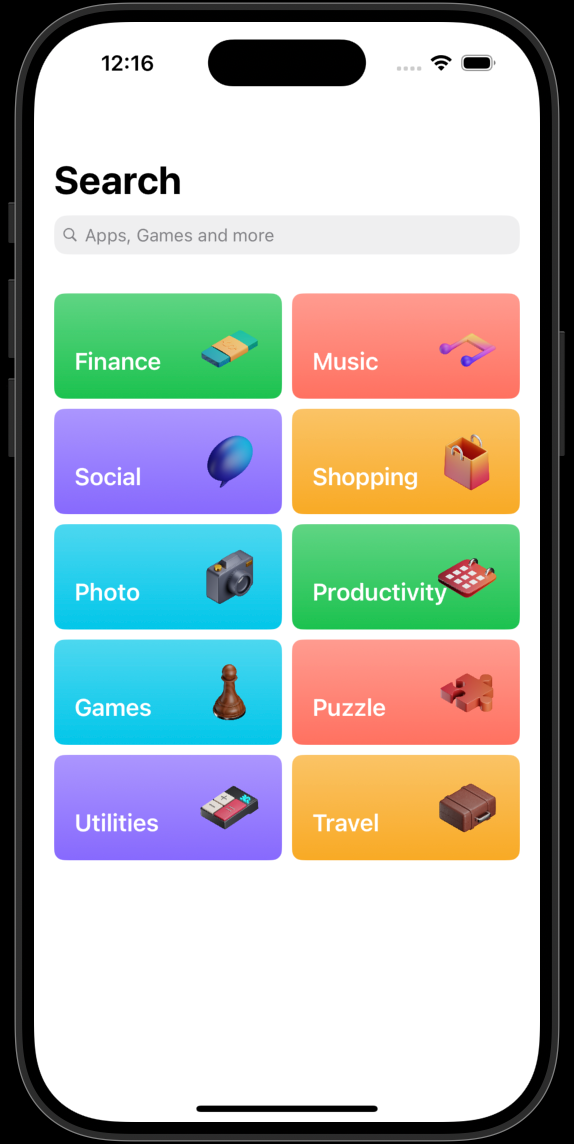 12:16
Search
Apps, Games and more
Finance
Music
Social
Shopping
Photo
Productivity
Games
Puzzle
Utilities
Travel